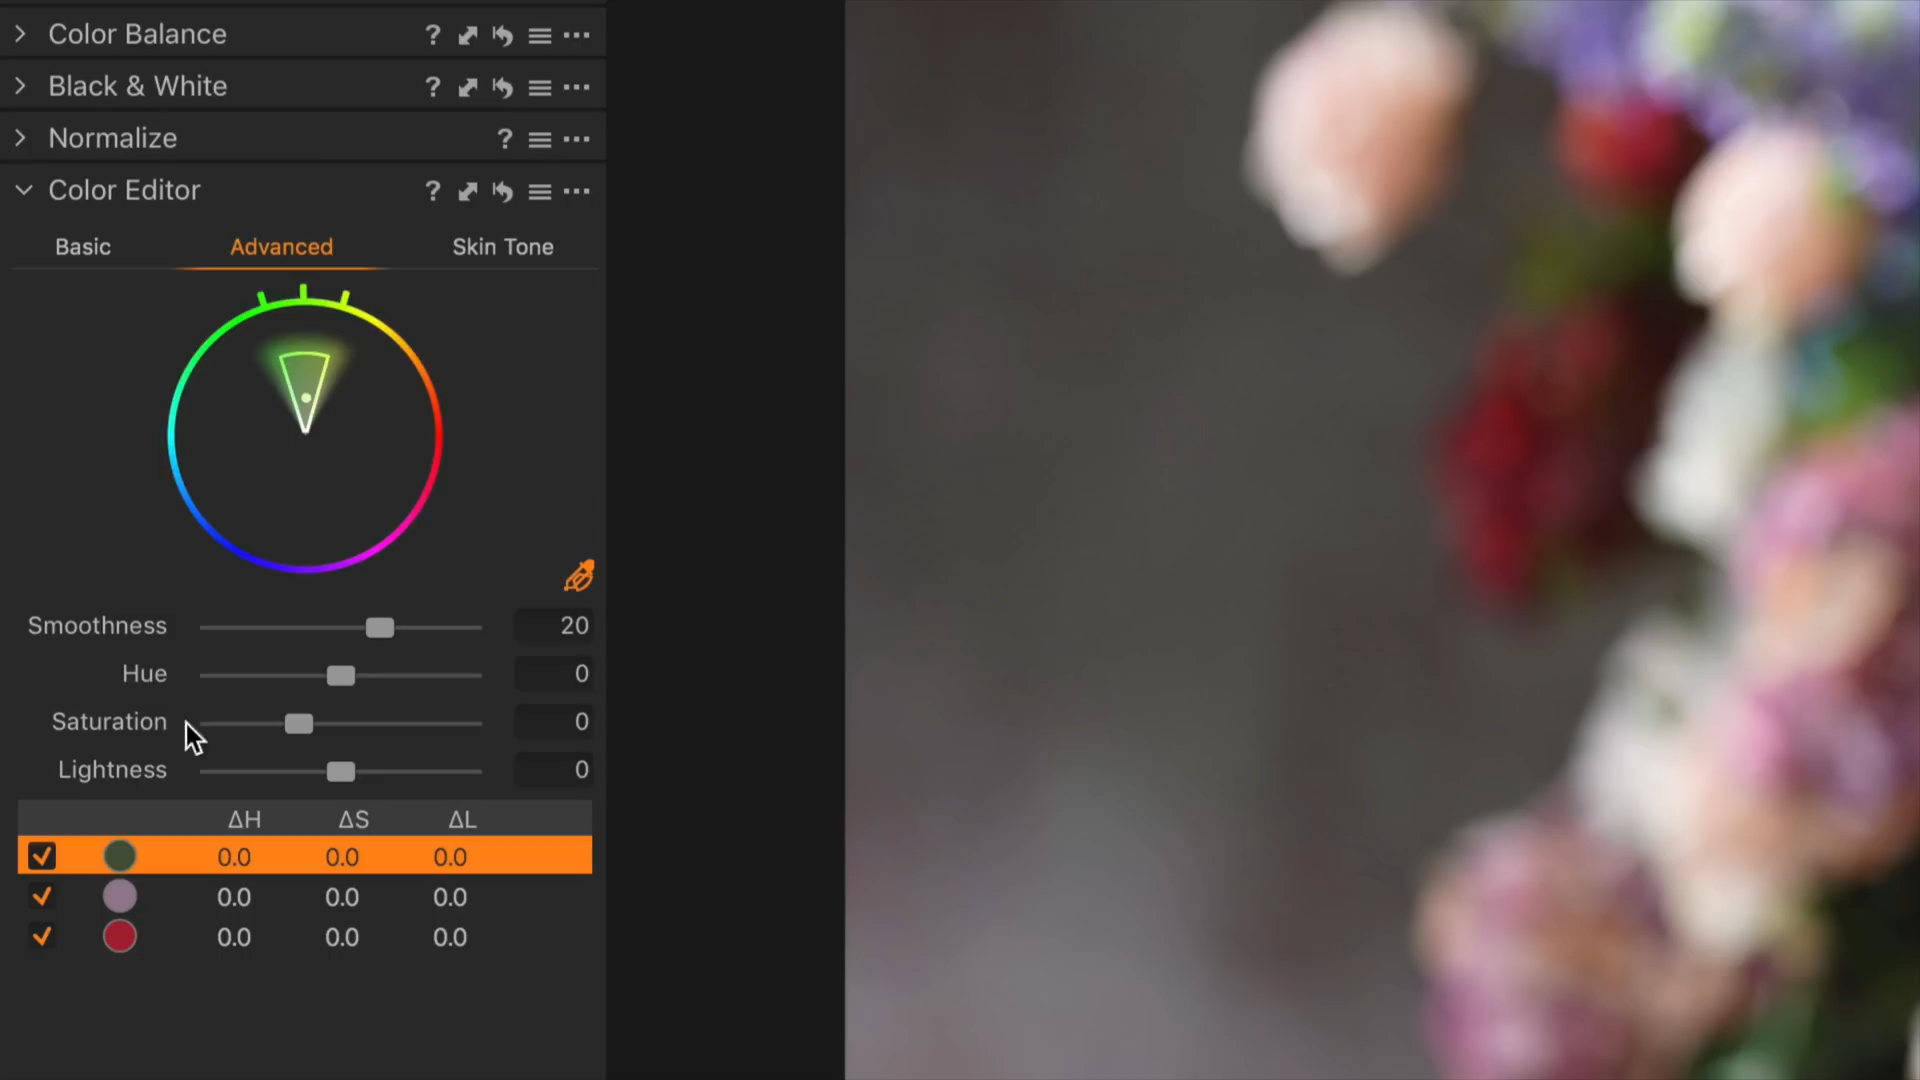 Color Balance ?
Black & White ?
Normalize ?
Color Editor ?
Basic Advanced Skin Tone
Smoothness 20
Hue 0
Saturation 0
Lightness 0
ΔH ΔS ΔL
0.0 0.0 0.0
0.0 0.0 0.0
0.0 0.0 0.0